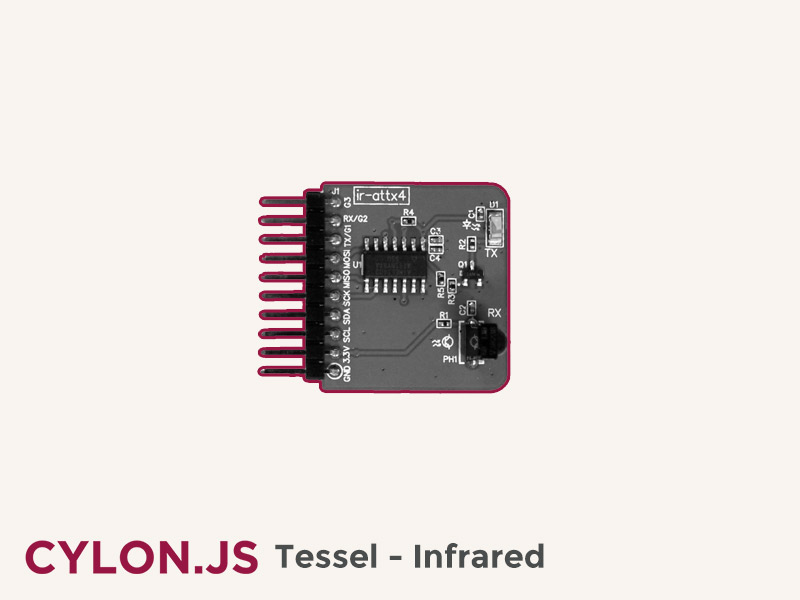 J1
ir-attx4
G3
RX/G2
TX/G1
MOSI
MISO
SCK
SDA
SCL
3.3V
GND
R4
C1
U1
TX
R2
C4
U1
Q1
R5
R3
C2
RX
R1
PH1
CYLON.JS Tessel - Infrared